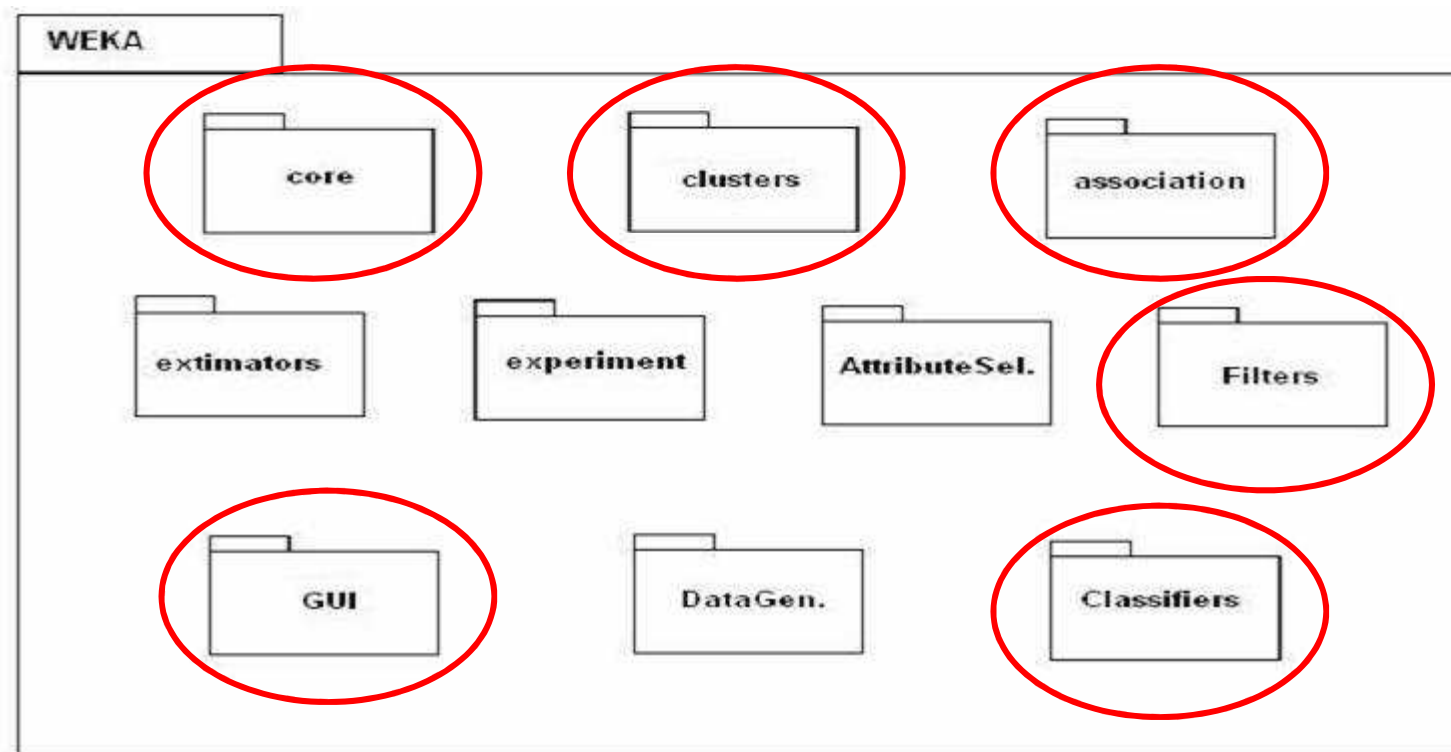 WEKA
core
clusters
association
extimators
experiment
AttributeSel.
Filters
GUI
DataGen.
Classifiers